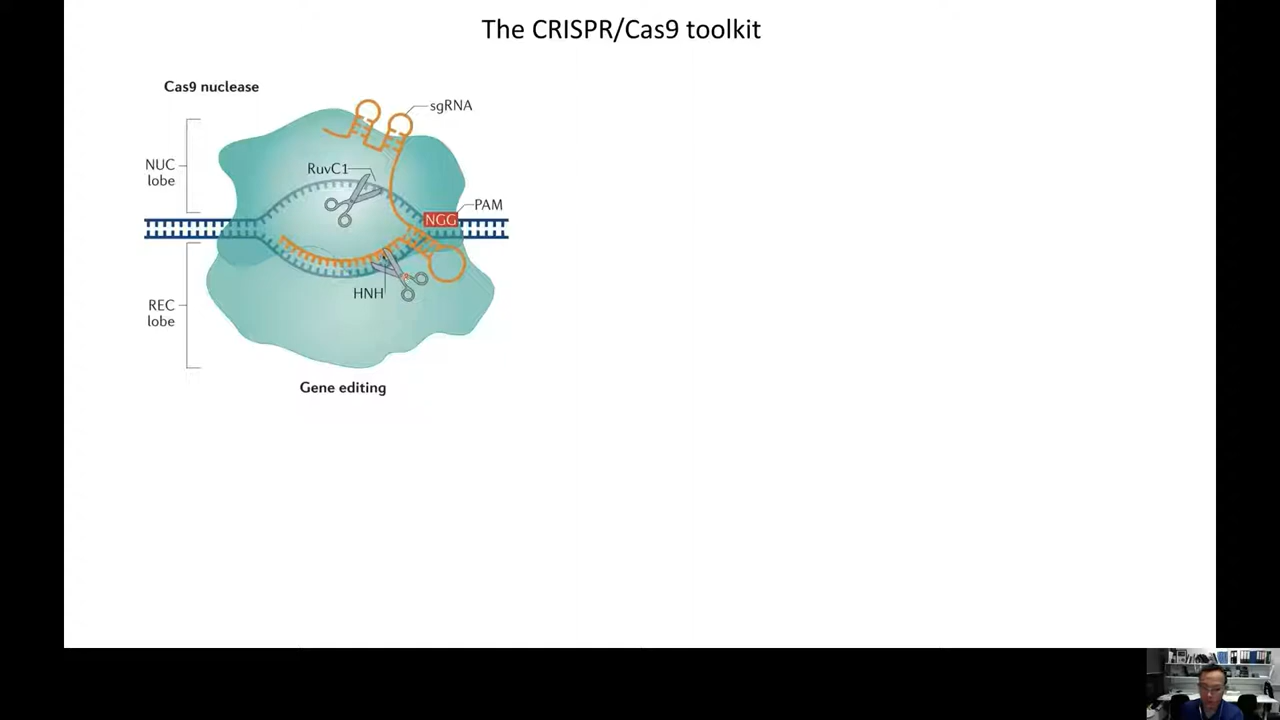 The CRISPR/Cas9 toolkit
Cas9 nuclease
sgRNA
NUC
lobe
RuvC1
PAM
NGG
HNH
REC
lobe
Gene editing